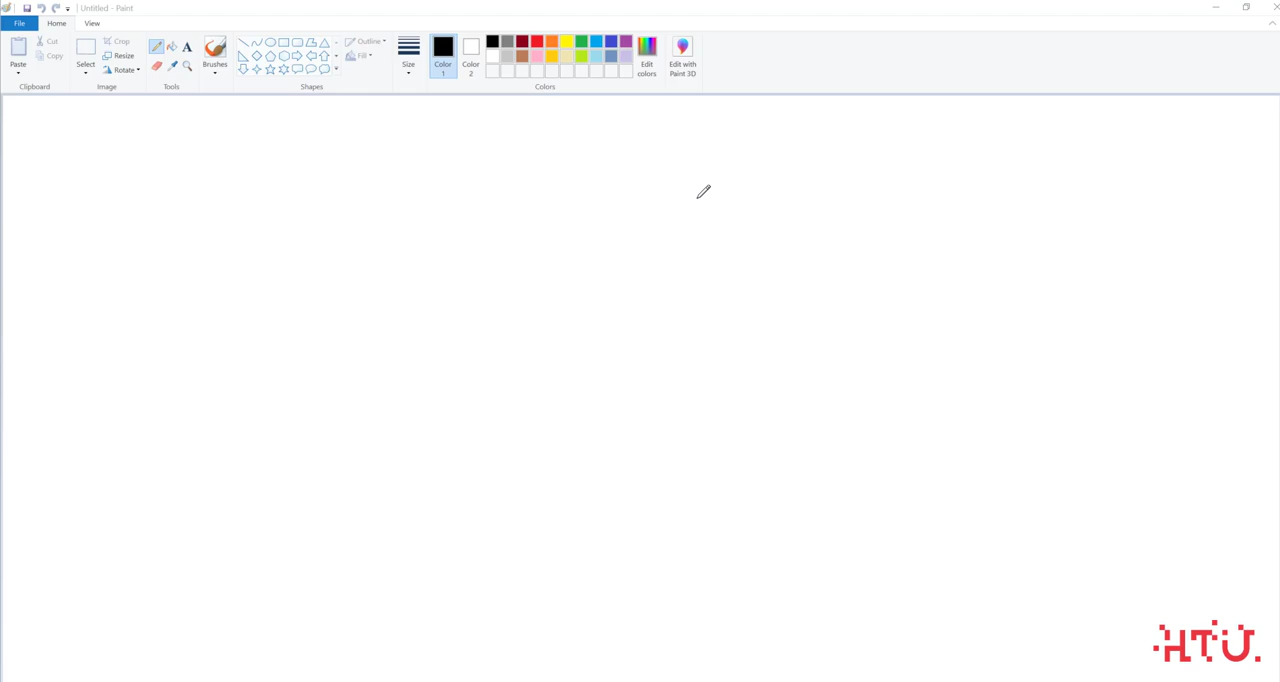 Untitled - Paint
File Home View
Paste
Cut
Copy
Clipboard
Select
Crop
Resize
Rotate
Image
A
Tools
Brushes
Outline
Fill
Shapes
Size
Color 1
Color 2
Colors
Edit colors
Edit with Paint 3D
HTU